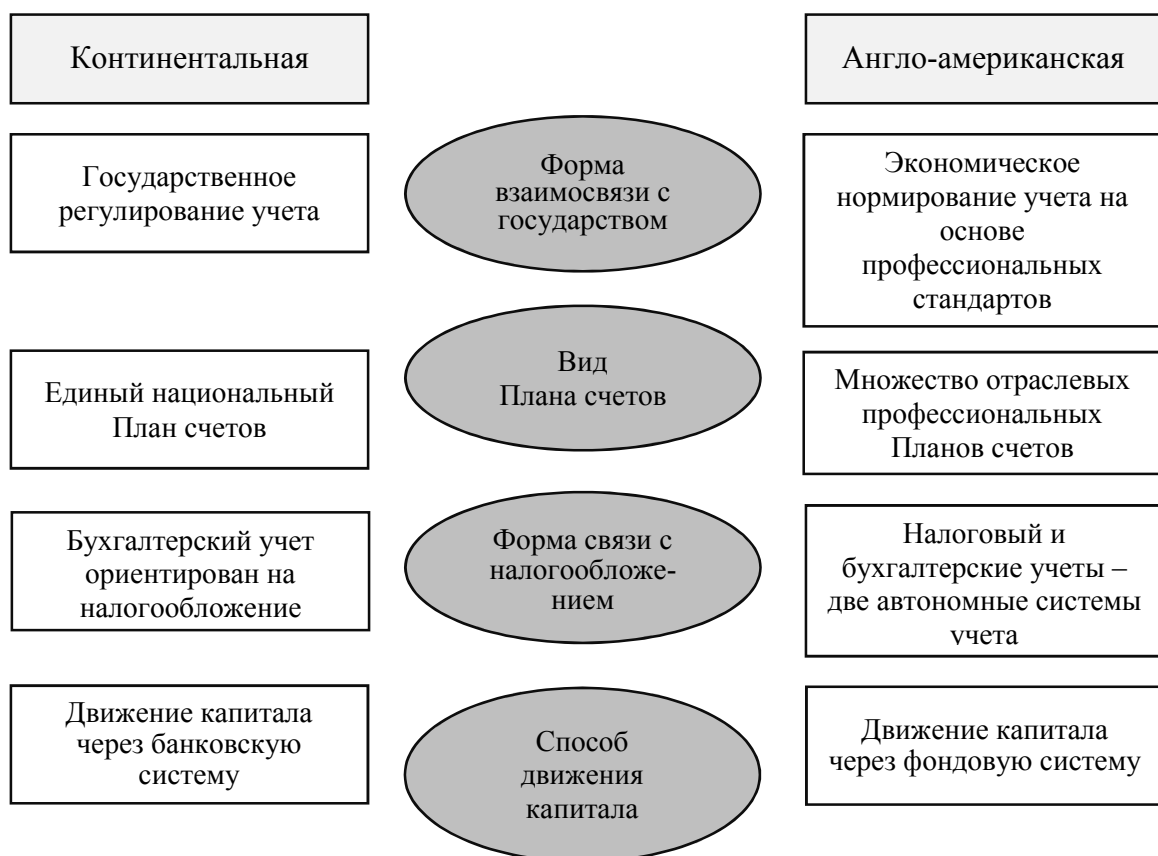 Континентальная
Англо-американская
Государственное
регулирование учета
Форма
взаимосвязи с
государством
Экономическое
нормирование учета на
основе
профессиональных
стандартов
Единый национальный
План счетов
Вид
Плана счетов
Множество отраслевых
профессиональных
Планов счетов
Бухгалтерский учет
ориентирован на
налогообложение
Форма связи с
налогообложе-
нием
Налоговый и
бухгалтерские учеты –
две автономные системы
учета
Движение капитала
через банковскую
систему
Способ
движения
капитала
Движение капитала
через фондовую систему